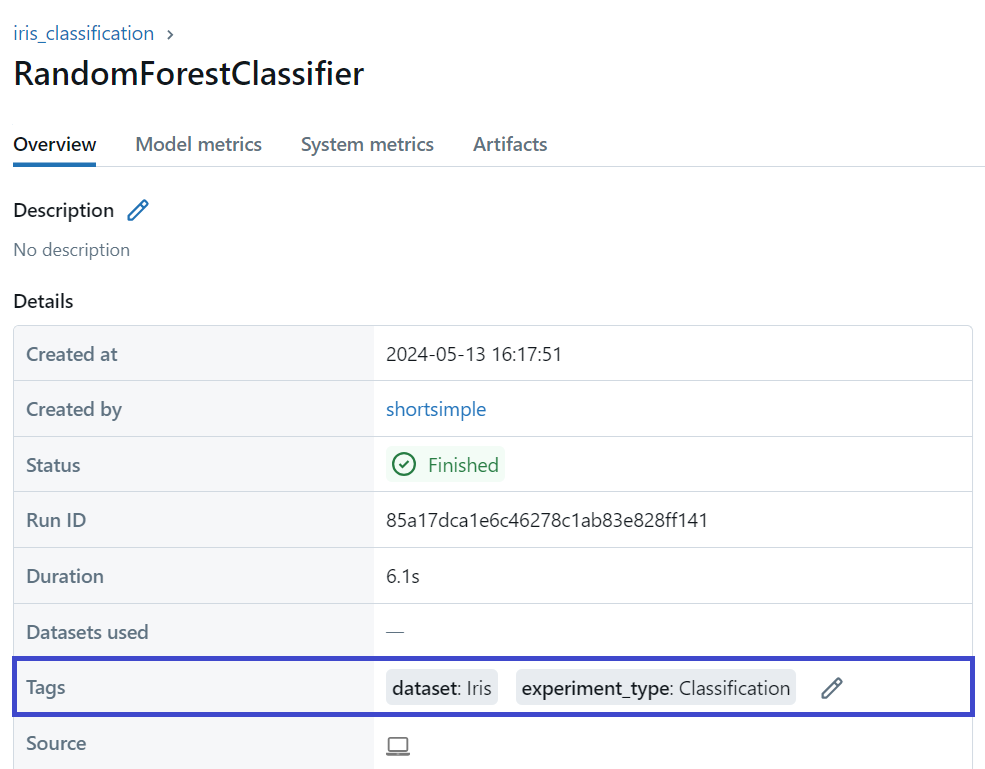 iris_classification ›
RandomForestClassifier
Overview Model metrics System metrics Artifacts
Description
No description
Details
Created at 2024-05-13 16:17:51
Created by shortsimple
Status Finished
Run ID 85a17dca1e6c46278c1ab83e828ff141
Duration 6.1s
Datasets used —
Tags dataset: Iris experiment_type: Classification
Source